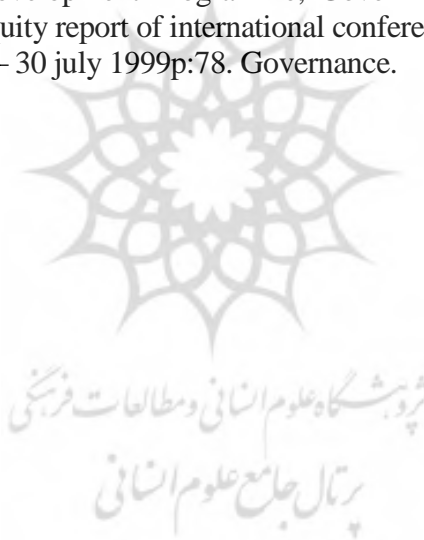 uity report of international confere
– 30 july 1999p:78. Governance.
پژوهشگاه علوم انسانی و مطالعات فرهنگی
پرتال جامع علوم انسانی